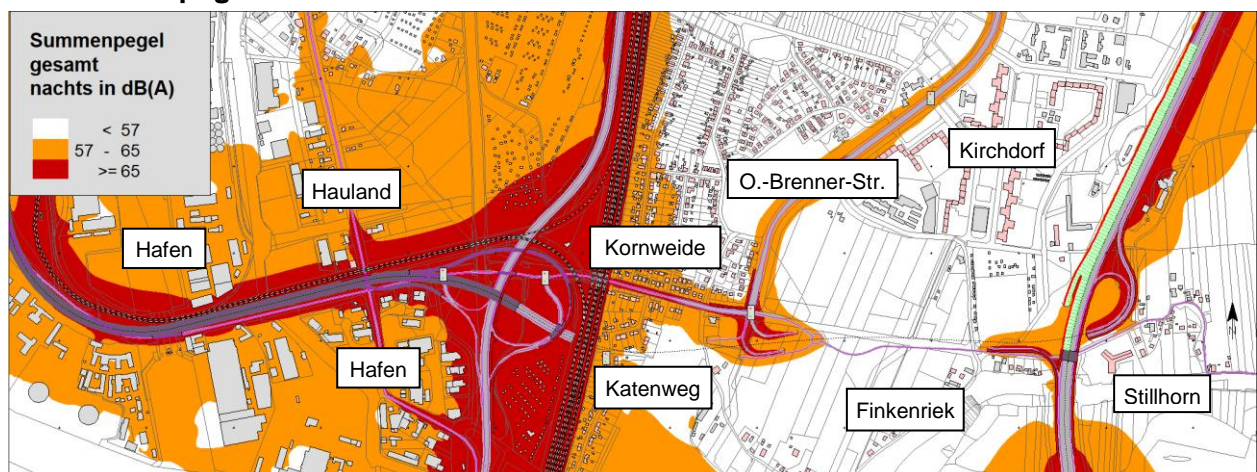 Summenpegel
gesamt
nachts in dB(A)
< 57
57 - 65
>= 65
Hauland
Hafen
Hafen
Kornweide
Katenweg
O.-Brenner-Str.
Kirchdorf
Finkenriek
Stillhorn